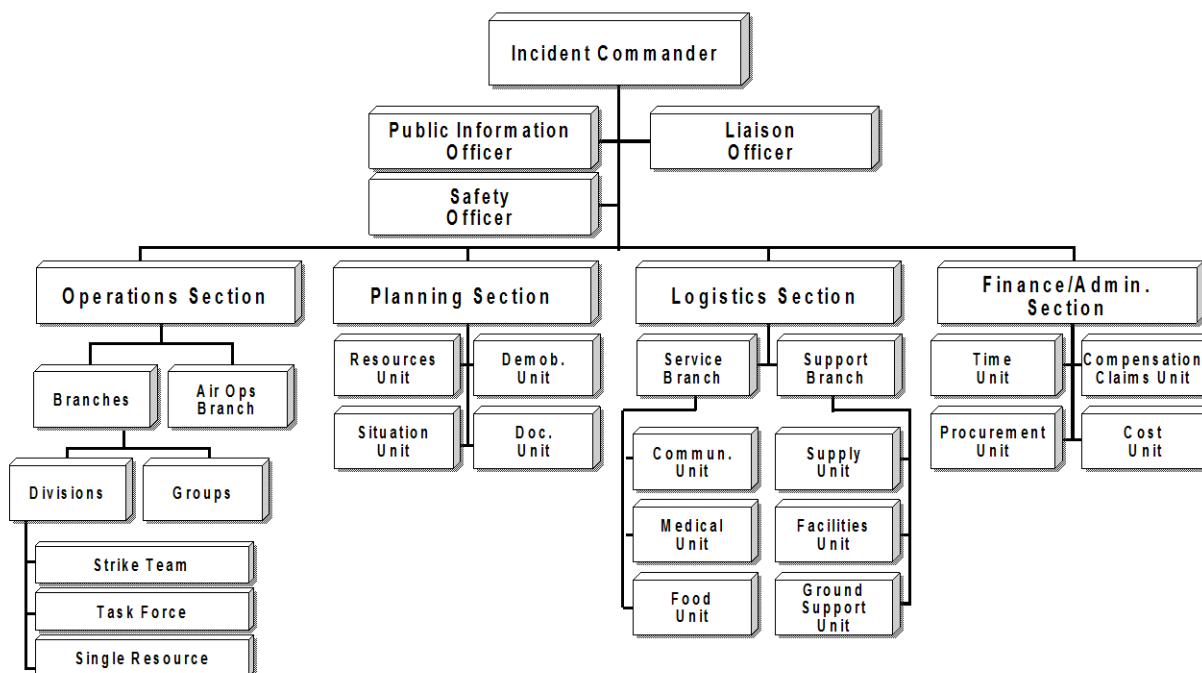 Incident Commander
Public Information
Officer
Liaison
Officer
Safety
Officer
Operations Section
Planning Section
Logistics Section
Finance/Admin.
Section
Branches
Air Ops
Branch
Divisions
Groups
Strike Team
Task Force
Single Resource
Resources
Unit
Demob.
Unit
Situation
Unit
Doc.
Unit
Service
Branch
Support
Branch
Commun.
Unit
Supply
Unit
Medical
Unit
Facilities
Unit
Food
Unit
Ground
Support
Unit
Time
Unit
Compensation
Claims Unit
Procurement
Unit
Cost
Unit